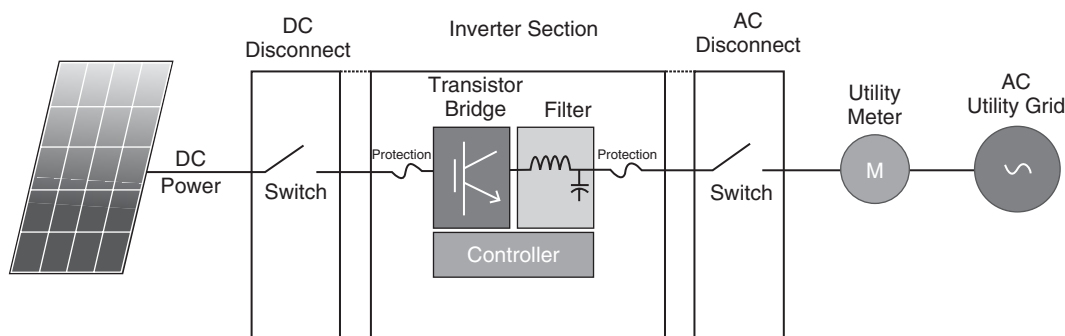 DC
Disconnect
Inverter Section
AC
Disconnect
Transistor
Bridge
Filter
Utility
Meter
AC
Utility Grid
DC
Power
Switch
Protection
Protection
Switch
M
Controller